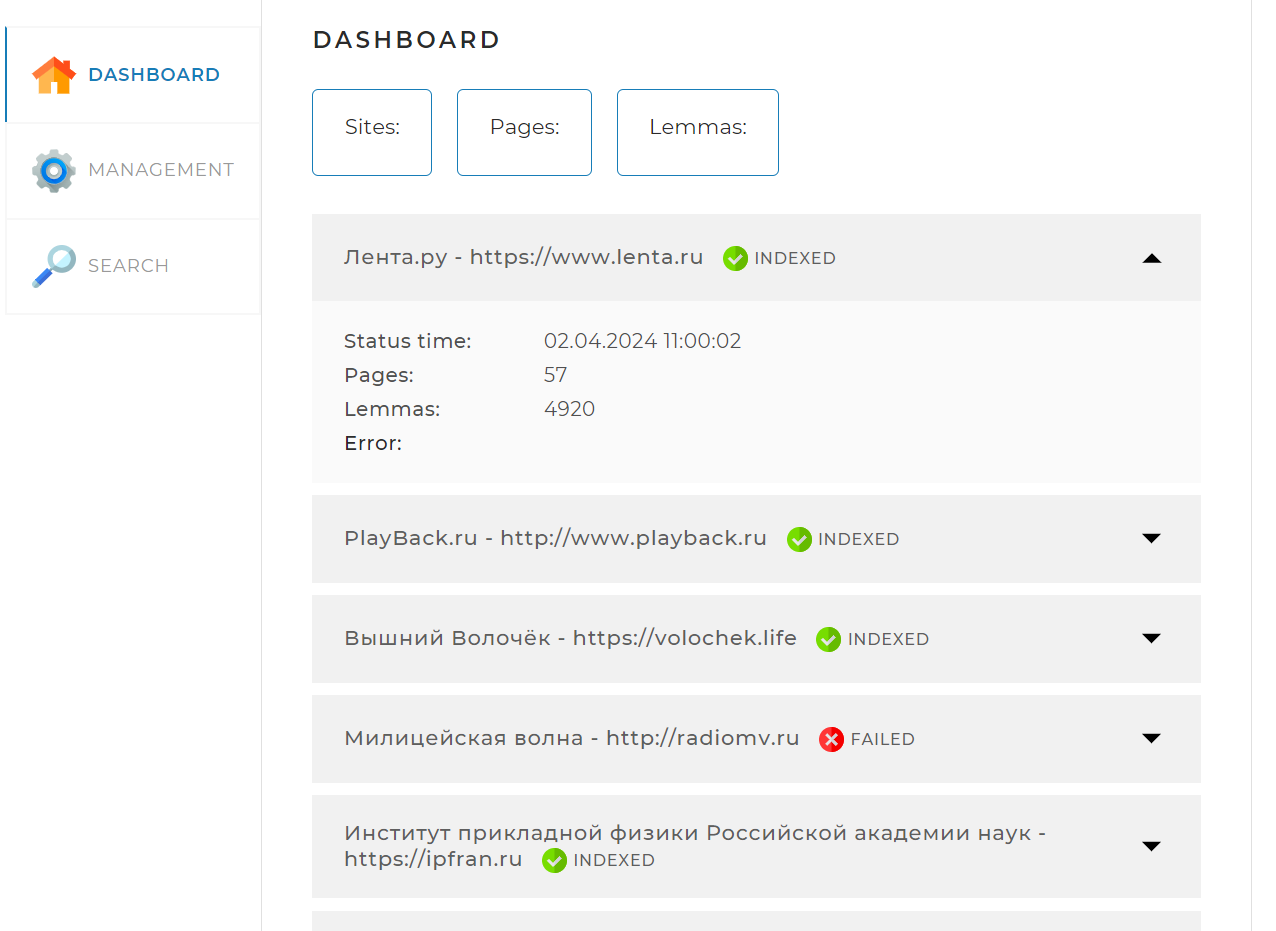 DASHBOARD
MANAGEMENT
SEARCH
DASHBOARD
Sites:
Pages:
Lemmas:
Лента.ру - https://www.lenta.ru INDEXED
Status time: 02.04.2024 11:00:02
Pages: 57
Lemmas: 4920
Error:
PlayBack.ru - http://www.playback.ru INDEXED
Вышний Волочёк - https://volochek.life INDEXED
Милицейская волна - http://radiomv.ru FAILED
Институт прикладной физики Российской академии наук -
https://ipfran.ru INDEXED